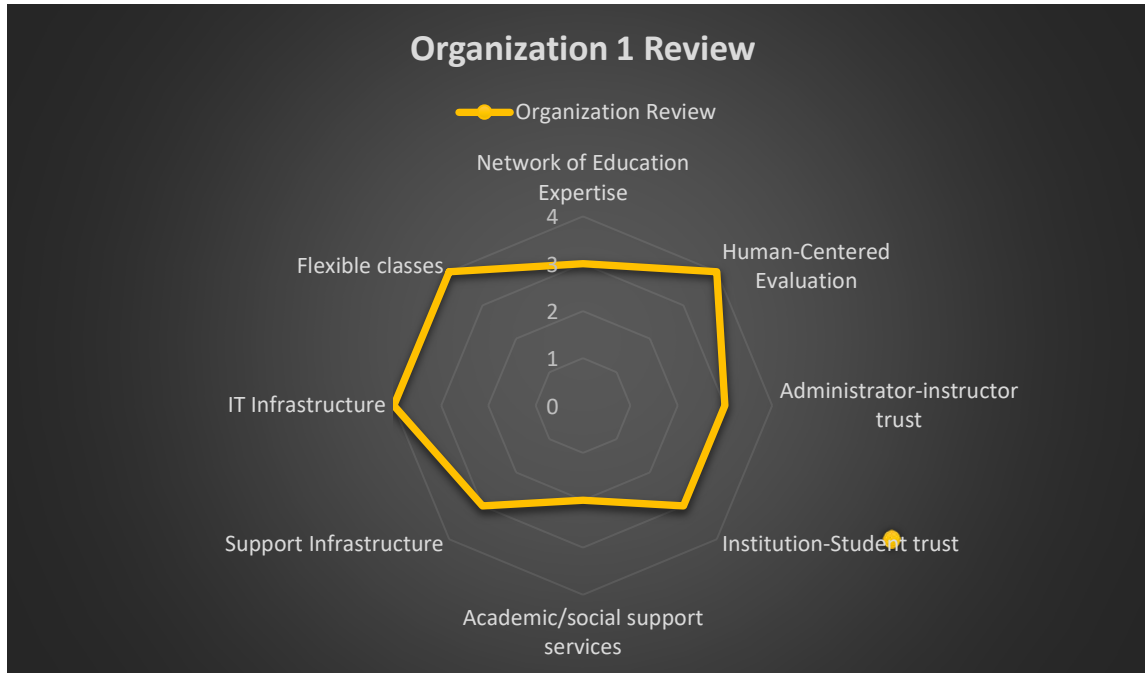 Organization 1 Review
Organization Review
Network of Education
Expertise
4
3
2
1
0
Human-Centered
Evaluation
Administrator-instructor
trust
Institution-Student trust
Academic/social support
services
Support Infrastructure
IT Infrastructure
Flexible classes